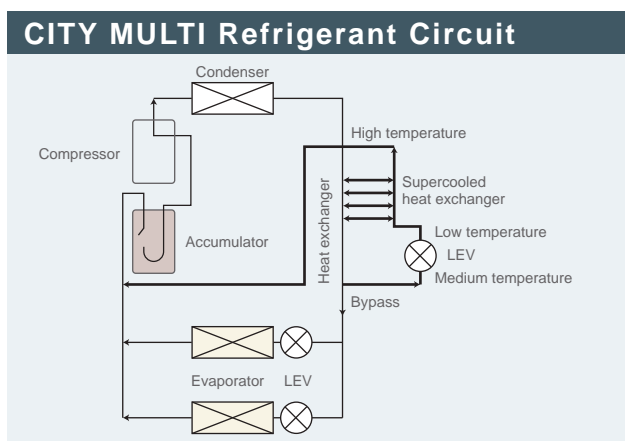 CITY MULTI Refrigerant Circuit
Condenser
High temperature
Compressor
Supercooled
heat exchanger
Heat exchanger
Low temperature
Accumulator
LEV
Medium temperature
Bypass
Evaporator
LEV